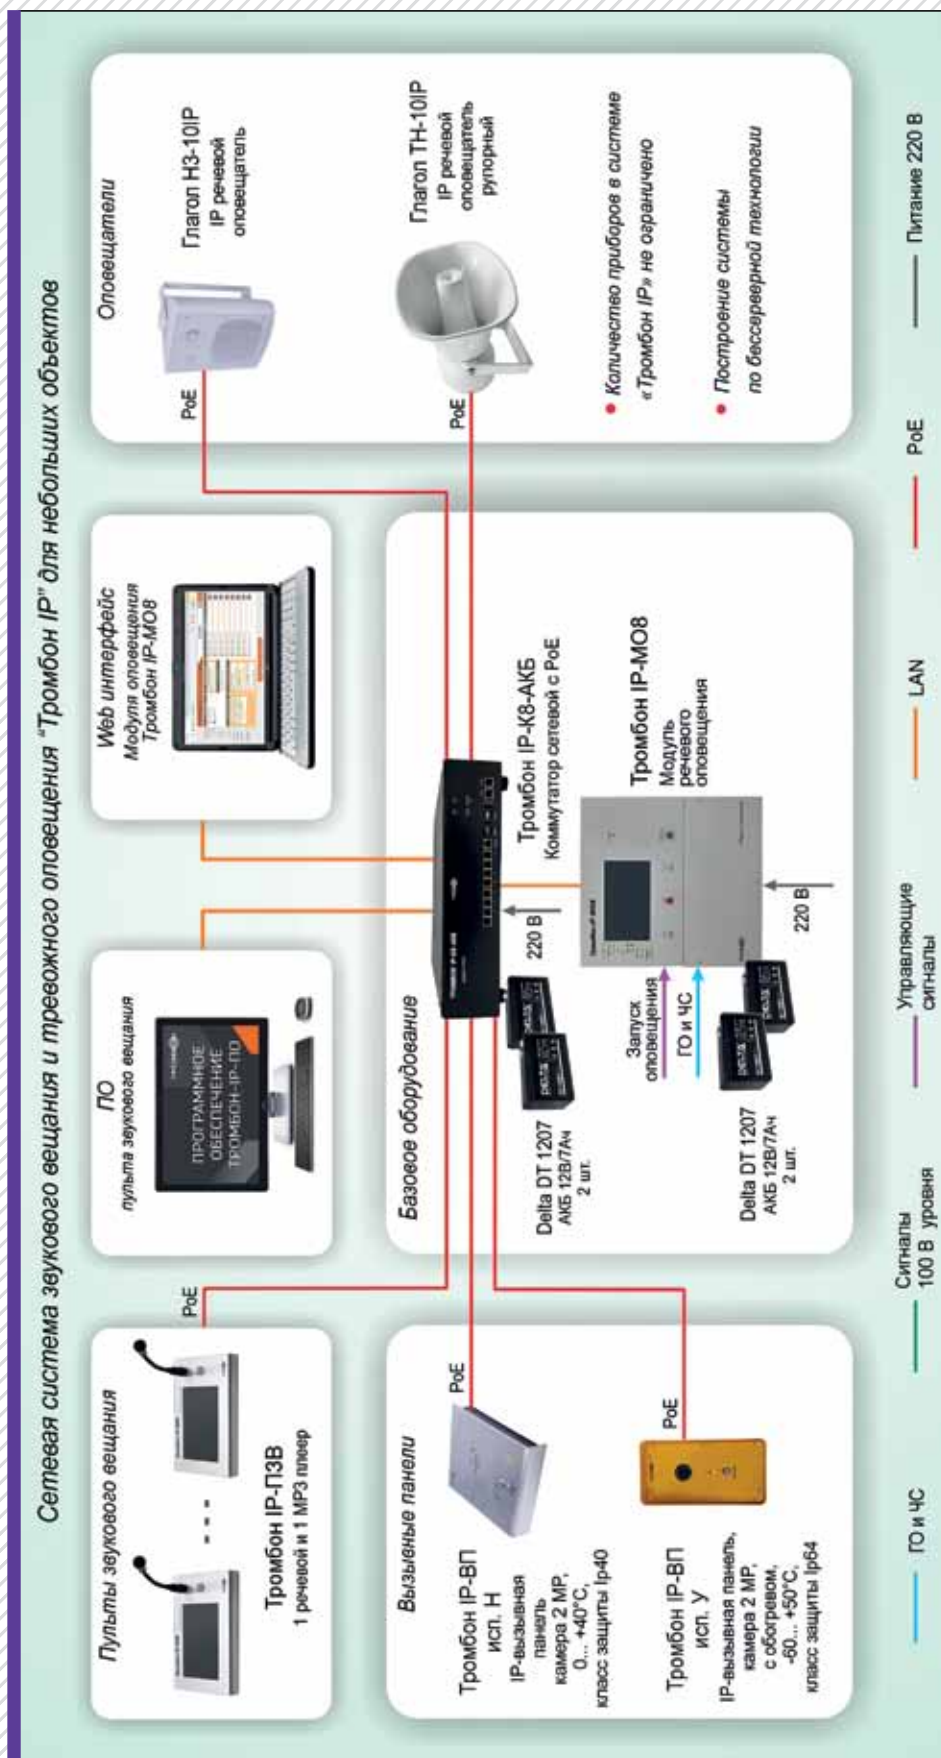 Сетевая система звукового вещания и тревожного оповещения "Тромбон IP" для небольших объектов
Пульты звукового вещания
Тромбон IP-ПЗВ
1 речевой и 1 MP3 плеер
PoE
ПО
пульта звукового вещания
ПРОГРАММНОЕ
ОБЕСПЕЧЕНИЕ
ТРОМБОН-IP-ПО
Web интерфейс
Модуля оповещения
Тромбон IP-МО8
Оповещатели
PoE
Глагол Н3-10IP
IP речевой
оповещатель
PoE
Глагол ТН-10IP
IP речевой
оповещатель
рупорный
Количество приборов в системе
«Тромбон IP» не ограничено
Построение системы
по бессерверной технологии
Вызывные панели
Тромбон IP-ВП
исп. Н
IP-вызывная
панель
камера 2 MP,
0... +40°С,
класс защиты Ip40
PoE
Тромбон IP-ВП
исп. У
IP-вызывная панель,
камера 2 MP,
с обогревом,
-60... +50°С,
класс защиты Ip64
PoE
Базовое оборудование
Тромбон IP-К8-АКБ
Коммутатор сетевой с PoE
220 В
Delta DT 1207
АКБ 12В/7Ач
2 шт.
Тромбон IP-МО8
Модуль
речевого
оповещения
Запуск
оповещения
ГО и ЧС
220 В
Delta DT 1207
АКБ 12В/7Ач
2 шт.
ГО и ЧС
Сигналы
100 В уровня
Управляющие
сигналы
LAN
PoE
Питание 220 В